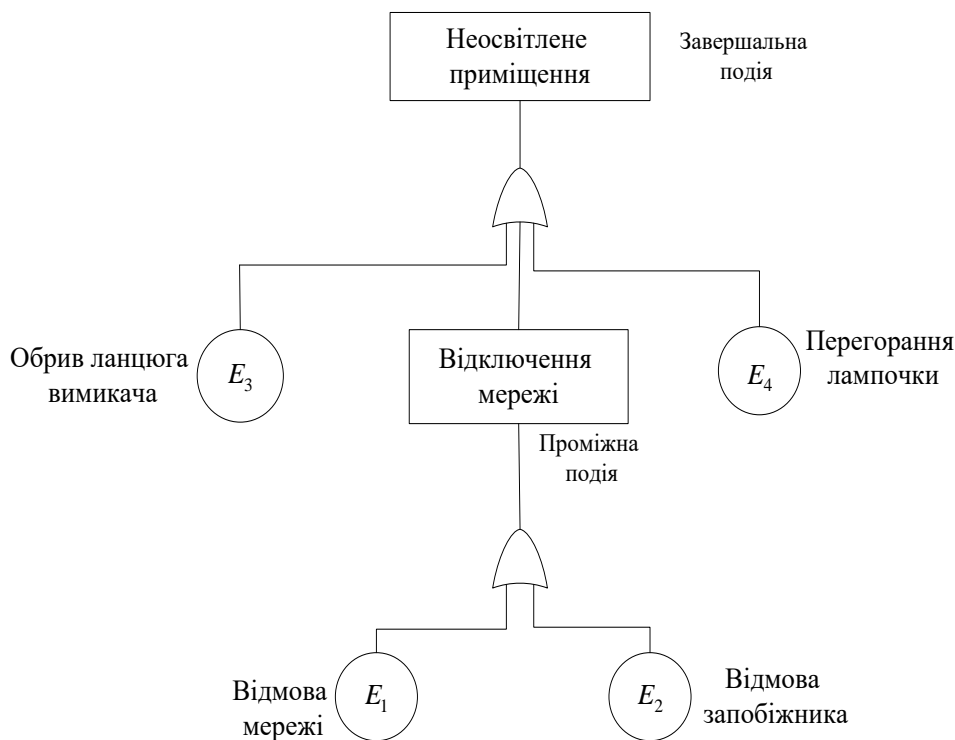 Неосвітлене
приміщення
Завершальна
подія
Обрив ланцюга
вимикача
E₃
Відключення
мережі
E₄
Перегорання
лампочки
Проміжна
подія
Відмова
мережі
E₁
E₂
Відмова
запобіжника